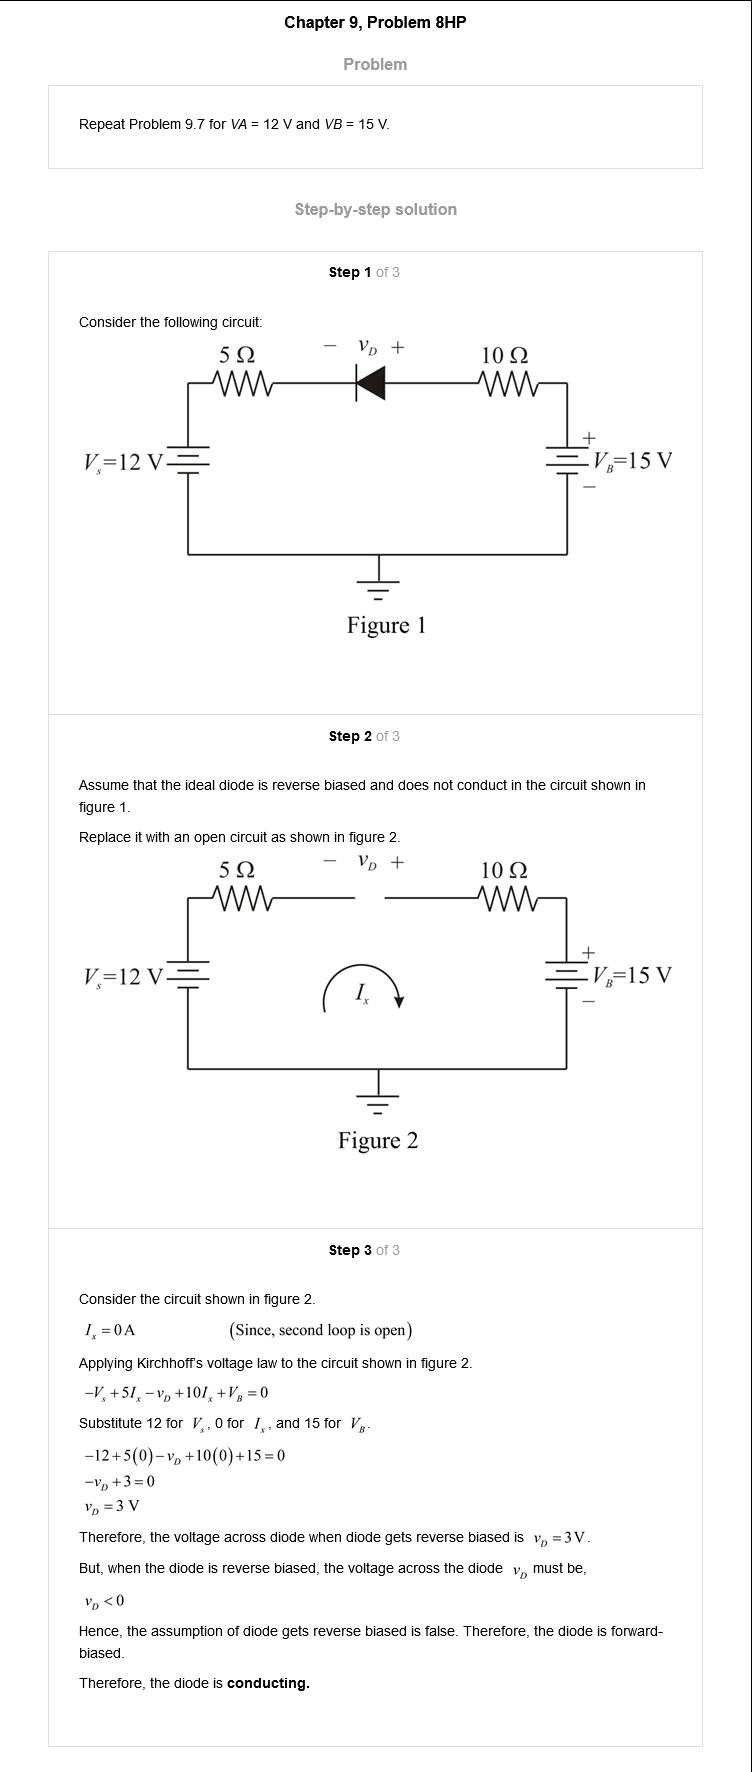 Chapter 9, Problem 8HP
Problem
Repeat Problem 9.7 for VA = 12 V and VB = 15 V.
Step-by-step solution
Step 1 of 3
Consider the following circuit:
− v_D +
5 Ω 10 Ω
V_s=12 V
+
V_B=15 V
−
Figure 1
Step 2 of 3
Assume that the ideal diode is reverse biased and does not conduct in the circuit shown in
figure 1.
Replace it with an open circuit as shown in figure 2.
− v_D +
5 Ω 10 Ω
V_s=12 V
I_x
+
V_B=15 V
−
Figure 2
Step 3 of 3
Consider the circuit shown in figure 2.
I_x = 0 A (Since, second loop is open)
Applying Kirchhoff's voltage law to the circuit shown in figure 2.
−V_s + 5I_x − v_D + 10I_x + V_B = 0
Substitute 12 for V_s, 0 for I_x, and 15 for V_B.
−12 + 5(0) − v_D + 10(0) + 15 = 0
−v_D + 3 = 0
v_D = 3 V
Therefore, the voltage across diode when diode gets reverse biased is v_D = 3 V.
But, when the diode is reverse biased, the voltage across the diode v_D must be,
v_D < 0
Hence, the assumption of diode gets reverse biased is false. Therefore, the diode is forward-
biased.
Therefore, the diode is conducting.